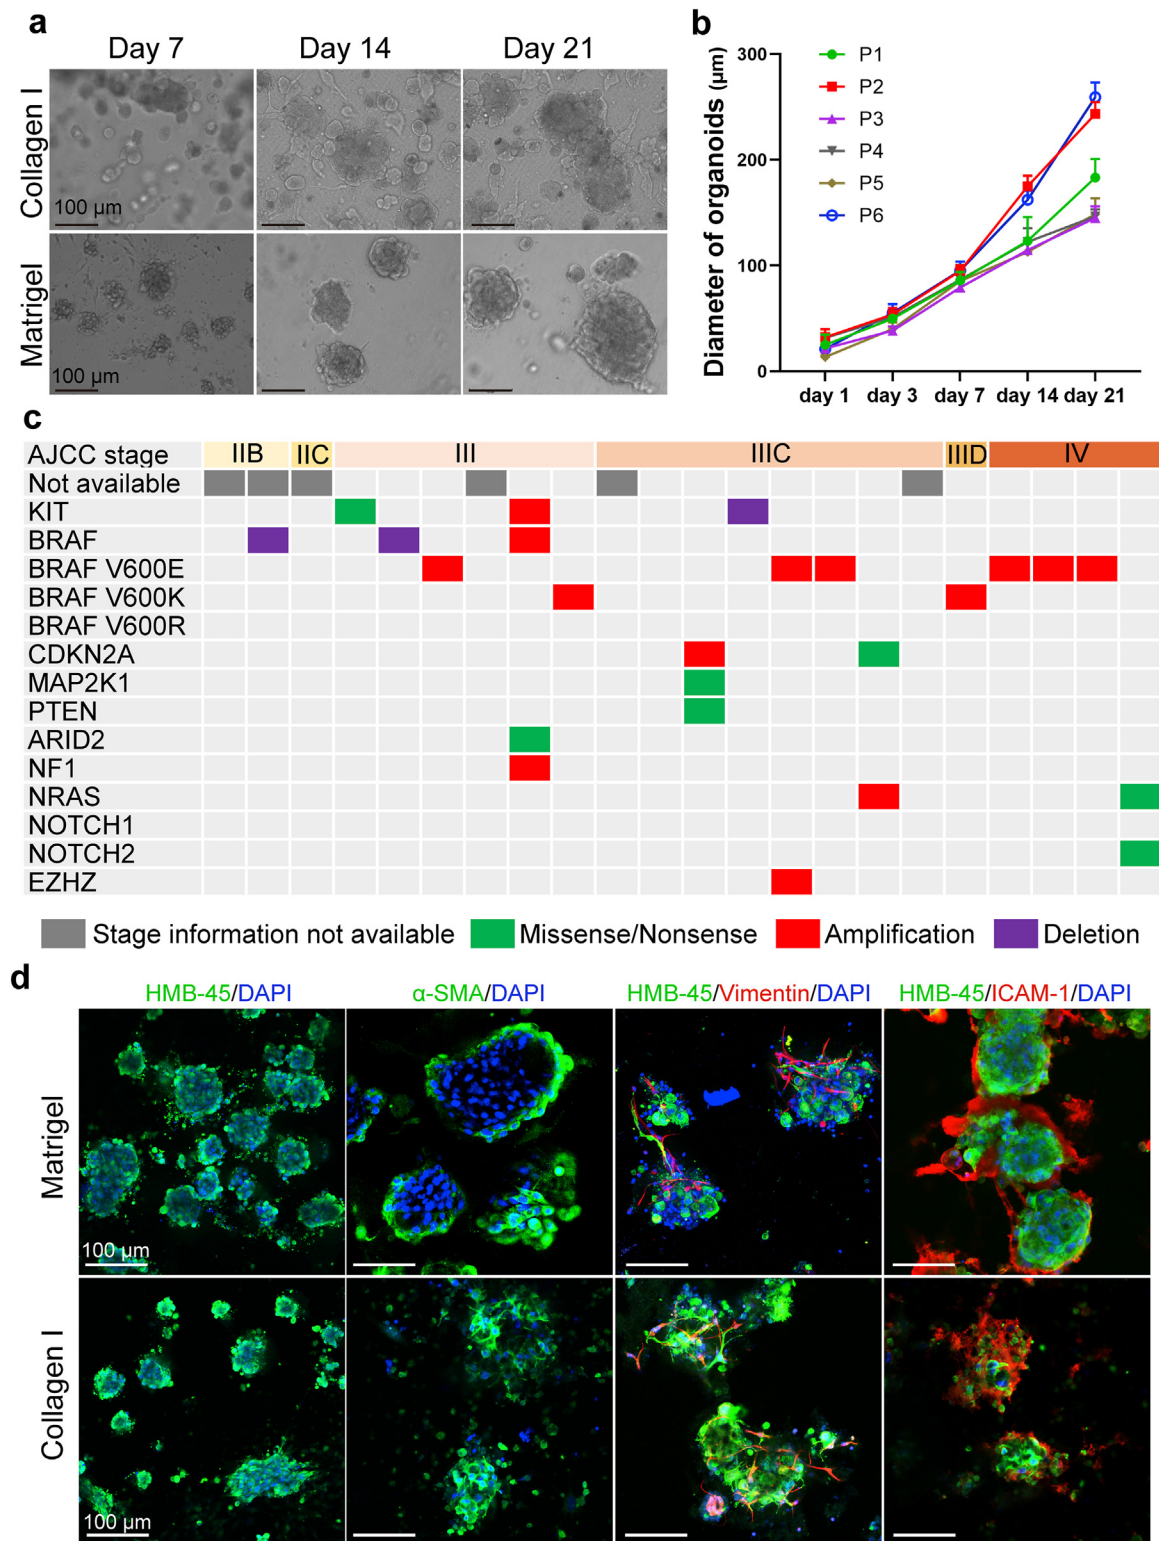 a
Day 7
Day 14
Day 21
Collagen I
100 µm
Matrigel
100 µm
b
Diameter of organoids (µm)
300
200
100
0
P1
P2
P3
P4
P5
P6
day 1
day 3
day 7
day 14
day 21
c
AJCC stage
IIB
IIC
III
IIIC
IIID
IV
Not available
KIT
BRAF
BRAF V600E
BRAF V600K
BRAF V600R
CDKN2A
MAP2K1
PTEN
ARID2
NF1
NRAS
NOTCH1
NOTCH2
EZHZ
Stage information not available
Missense/Nonsense
Amplification
Deletion
d
HMB-45/DAPI
α-SMA/DAPI
HMB-45/Vimentin/DAPI
HMB-45/ICAM-1/DAPI
Matrigel
100 µm
Collagen I
100 µm